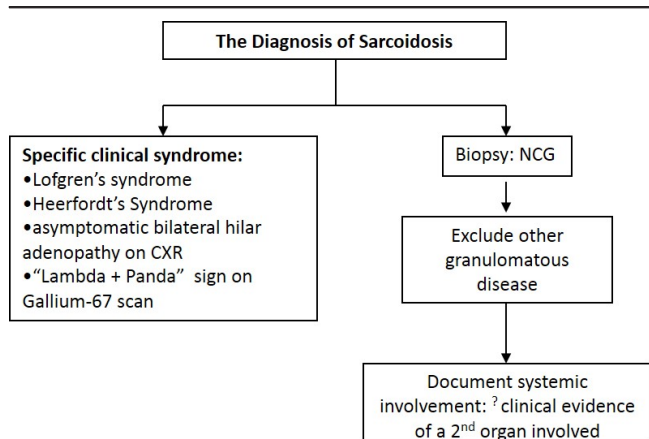 The Diagnosis of Sarcoidosis
Specific clinical syndrome:
•Lofgren’s syndrome
•Heerfordt’s Syndrome
•asymptomatic bilateral hilar
adenopathy on CXR
•“Lambda + Panda” sign on
Gallium-67 scan
Biopsy: NCG
Exclude other
granulomatous
disease
Document systemic
involvement: ? clinical evidence
of a 2nd organ involved